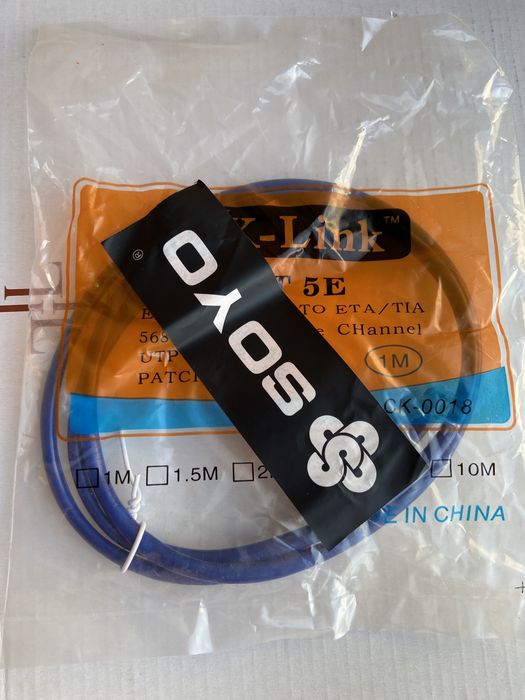 K-Link™
5E
TO ETA/TIA
568
CHannel
UTP
1M
PATC
CK-0018
1M
1.5M
10M
E IN CHINA
SOYO
®